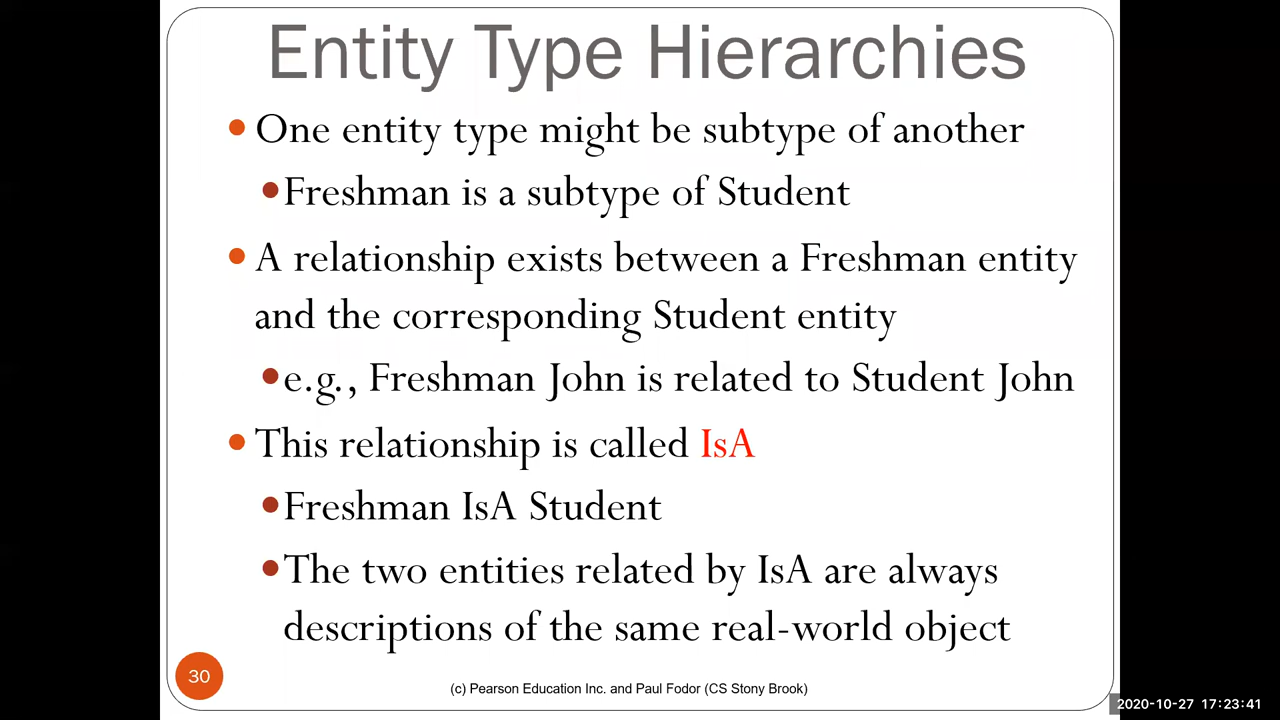 Entity Type Hierarchies
• One entity type might be subtype of another
• Freshman is a subtype of Student
• A relationship exists between a Freshman entity
and the corresponding Student entity
• e.g., Freshman John is related to Student John
• This relationship is called IsA
• Freshman IsA Student
• The two entities related by IsA are always
descriptions of the same real-world object
30
(c) Pearson Education Inc. and Paul Fodor (CS Stony Brook)
2020-10-27 17:23:41